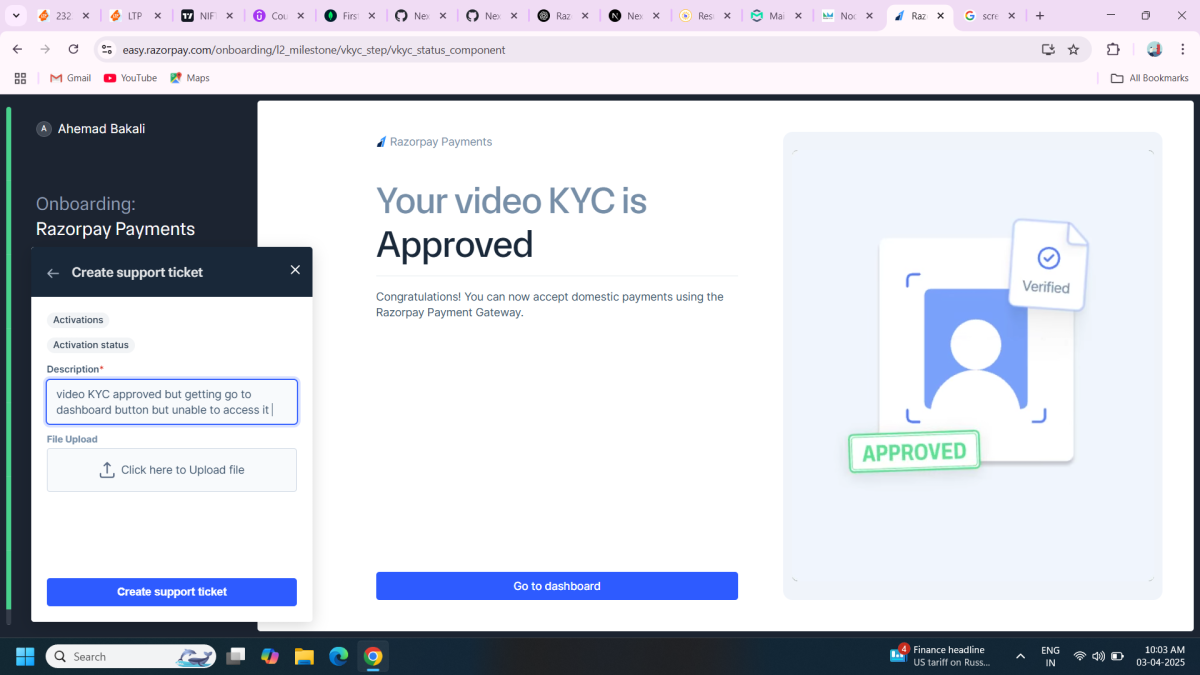 232
LTP
NIF
Cou
Firs
Nex
Nex
Raz
Nex
Res
Mai
Noc
Raz
scre
easy.razorpay.com/onboarding/l2_milestone/vkyc_step/vkyc_status_component
Gmail
YouTube
Maps
All Bookmarks
A
Ahemad Bakali
Onboarding:
Razorpay Payments
Create support ticket
Activations
Activation status
Description*
video KYC approved but getting go to
dashboard button but unable to access it
File Upload
Click here to Upload file
Create support ticket
Razorpay Payments
Your video KYC is
Approved
Congratulations! You can now accept domestic payments using the
Razorpay Payment Gateway.
Go to dashboard
Verified
APPROVED
Search
4
Finance headline
US tariff on Russ...
ENG
IN
10:03 AM
03-04-2025